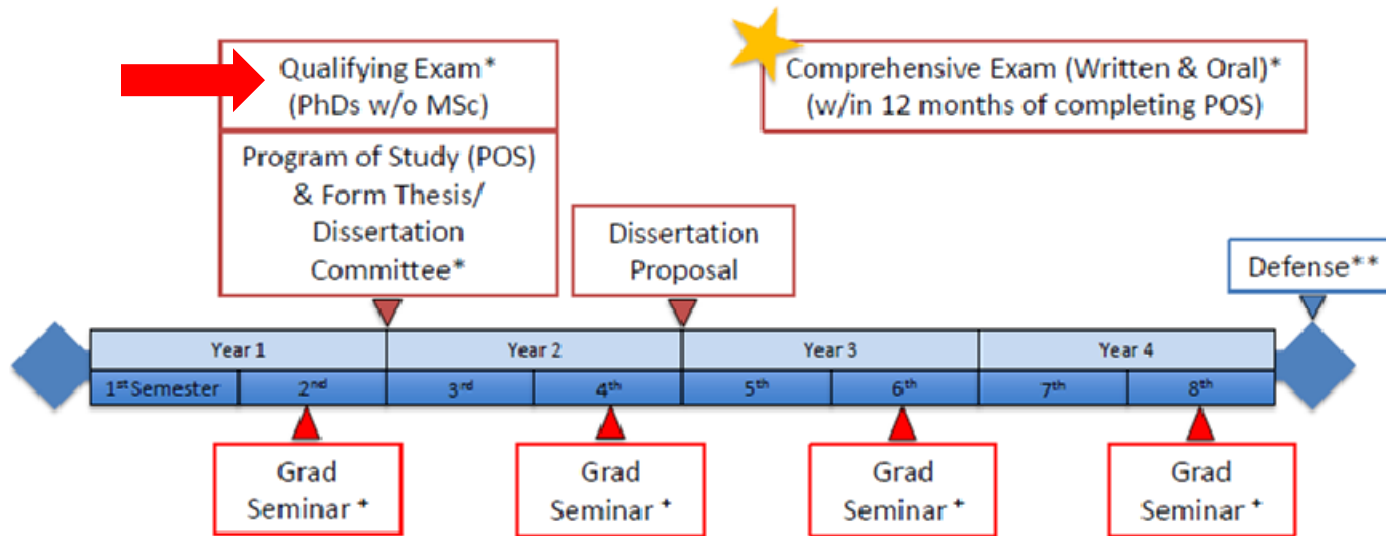 Qualifying Exam*
(PhDs w/o MSc)
Comprehensive Exam (Written & Oral)*
(w/in 12 months of completing POS)
Program of Study (POS)
& Form Thesis/
Dissertation
Committee*
Dissertation
Proposal
Defense**
Year 1
Year 2
Year 3
Year 4
1st Semester
2nd
3rd
4th
5th
6th
7th
8th
Grad
Seminar +
Grad
Seminar +
Grad
Seminar +
Grad
Seminar +